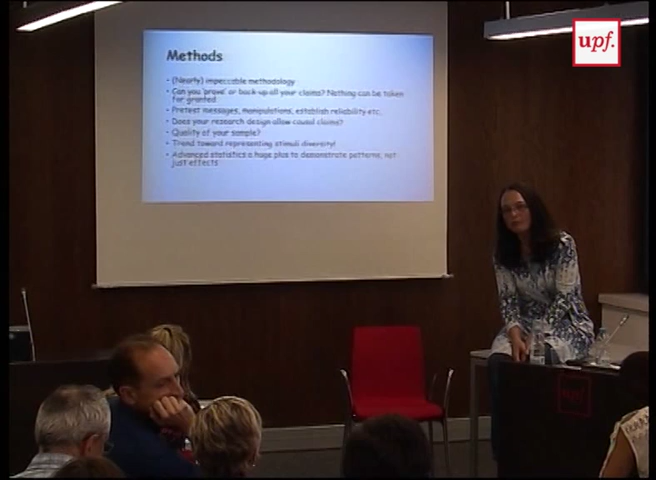 upf.
Methods
• (Nearly) impeccable methodology
• Can you 'prove' or back-up all your claims? Nothing can be taken
for granted
• Pretest messages, manipulations, establish reliability etc.
• Does your research design allow causal claims?
• Quality of your sample?
• Trend toward representing stimuli diversity!
• Advanced statistics a huge plus to demonstrate patterns, not
just effects
upf.